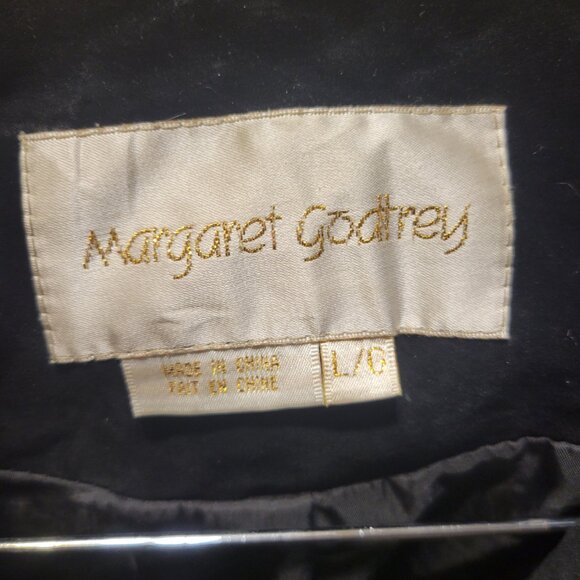 Margaret Godfrey
MADE IN CHINA
FAIT EN CHINE
L/G